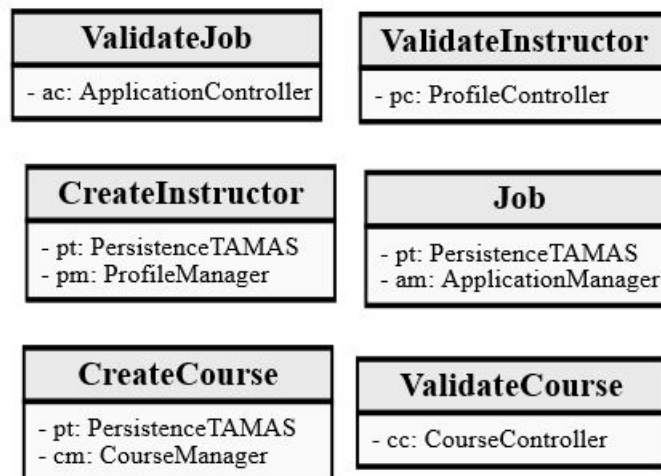 ValidateJob
- ac: ApplicationController
ValidateInstructor
- pc: ProfileController
CreateInstructor
- pt: PersistenceTAMAS
- pm: ProfileManager
Job
- pt: PersistenceTAMAS
- am: ApplicationManager
CreateCourse
- pt: PersistenceTAMAS
- cm: CourseManager
ValidateCourse
- cc: CourseController